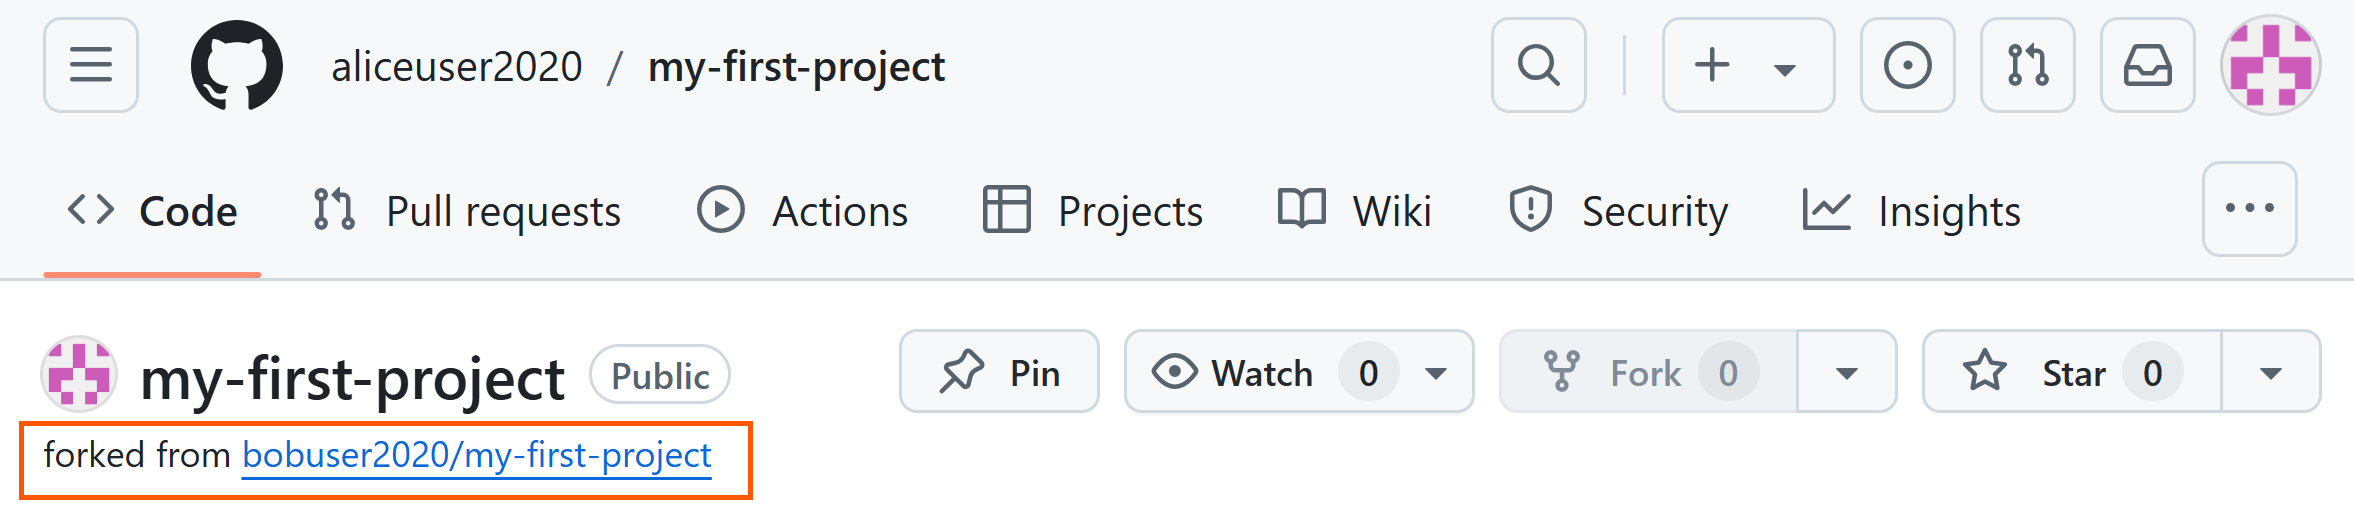 aliceuser2020 / my-first-project
Code Pull requests Actions Projects Wiki Security Insights
my-first-project Public Pin Watch 0 Fork 0 Star 0
forked from bobuser2020/my-first-project